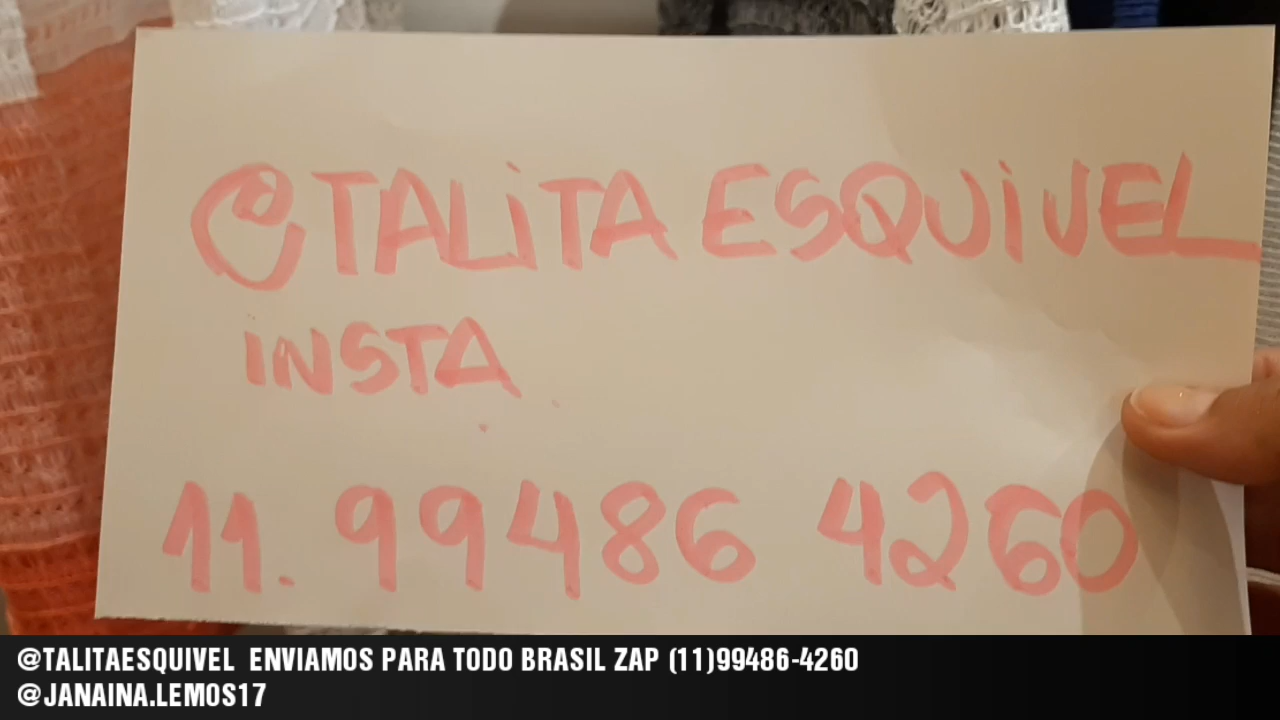 @TALITA ESQUIVEL
INSTA
11. 99486 4260
@TALITAESQUIVEL ENVIAMOS PARA TODO BRASIL ZAP (11)99486-4260
@JANAINA.LEMOS17